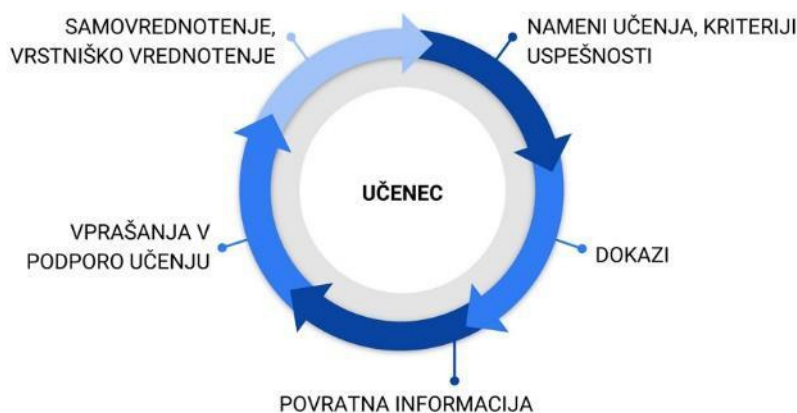 SAMOVREDNOTENJE,
VRSTNIŠKO VREDNOTENJE
NAMENI UČENJA, KRITERIJI
USPEŠNOSTI
UČENEC
VPRAŠANJA V
PODPORO UČENJU
DOKAZI
POVRATNA INFORMACIJA